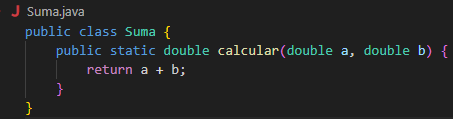 J Suma.java
public class Suma {
    public static double calcular(double a, double b) {
        return a + b;
    }
}